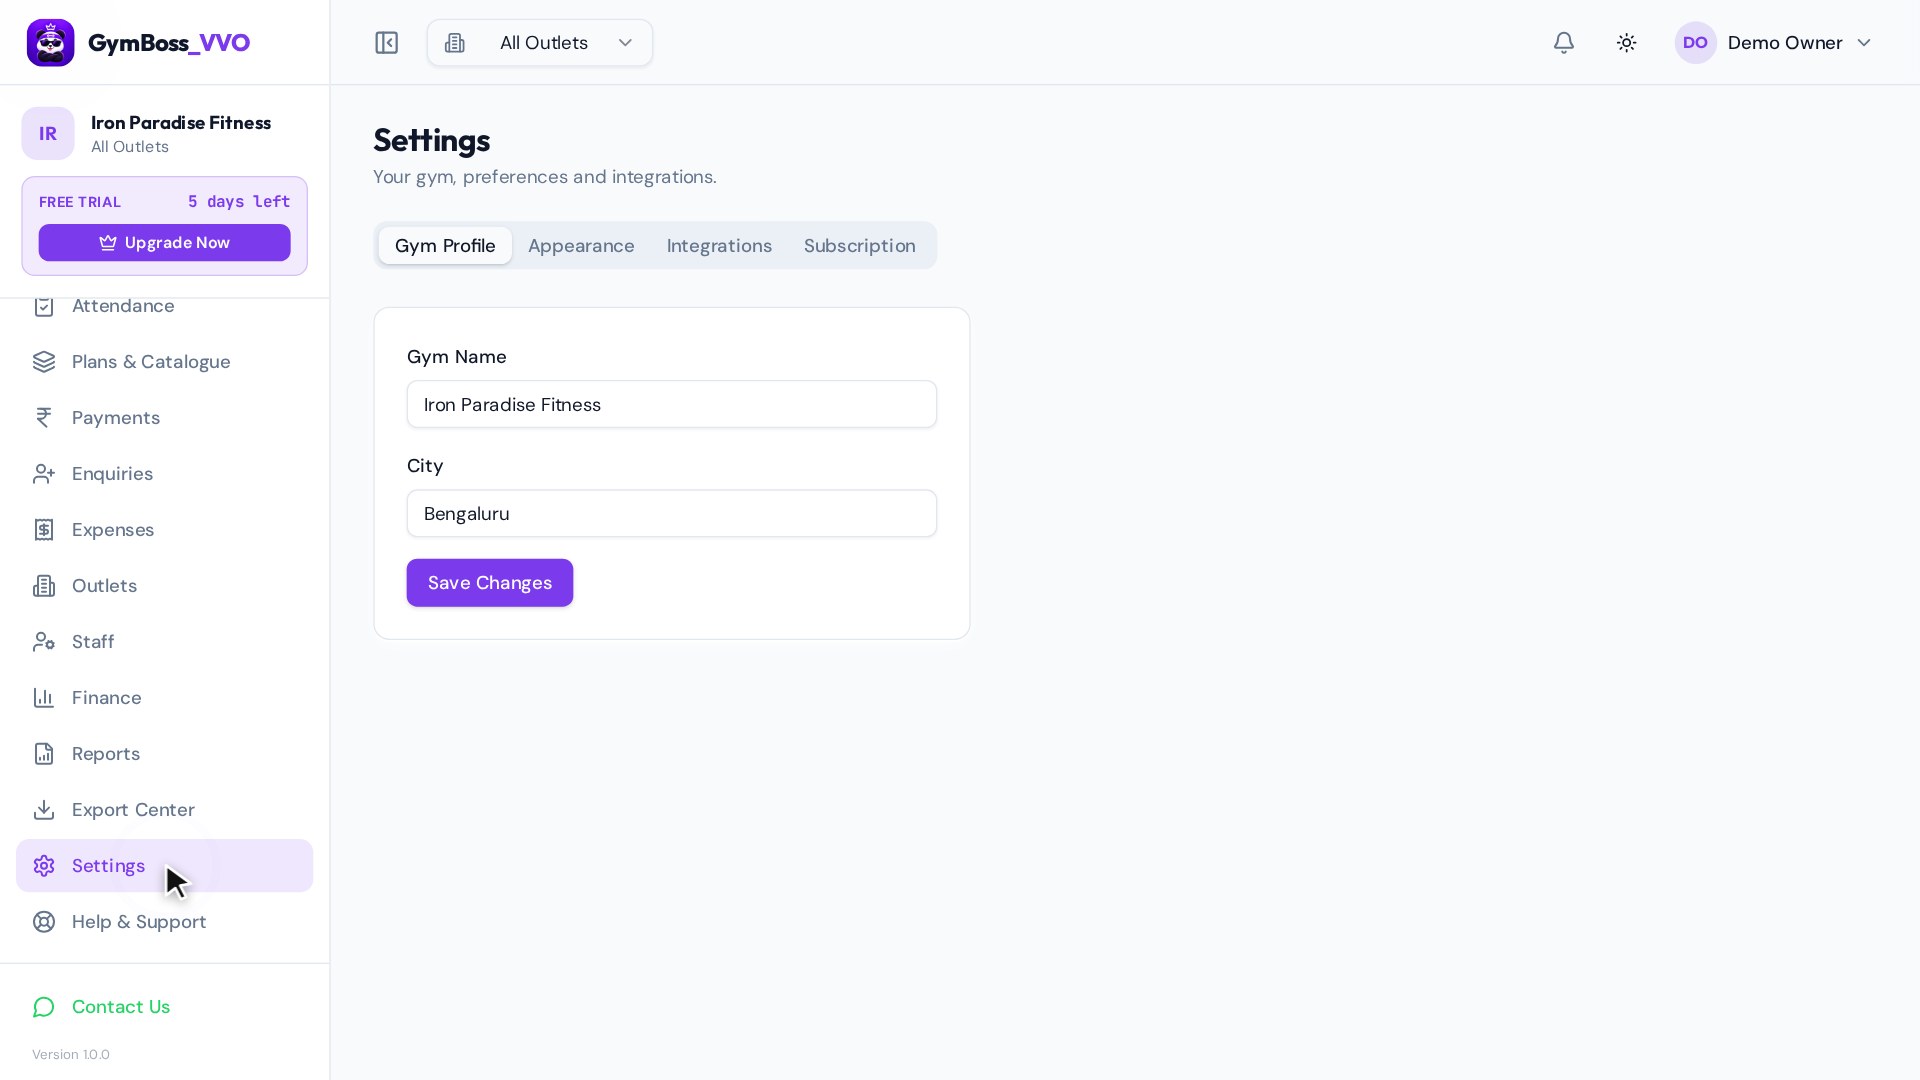 GymBoss_VVO
All Outlets
DO
Demo Owner
IR
Iron Paradise Fitness
All Outlets
FREE TRIAL
5 days left
Upgrade Now
Attendance
Plans & Catalogue
Payments
Enquiries
Expenses
Outlets
Staff
Finance
Reports
Export Center
Settings
Help & Support
Contact Us
Version 1.0.0
Settings
Your gym, preferences and integrations.
Gym Profile
Appearance
Integrations
Subscription
Gym Name
Iron Paradise Fitness
City
Bengaluru
Save Changes